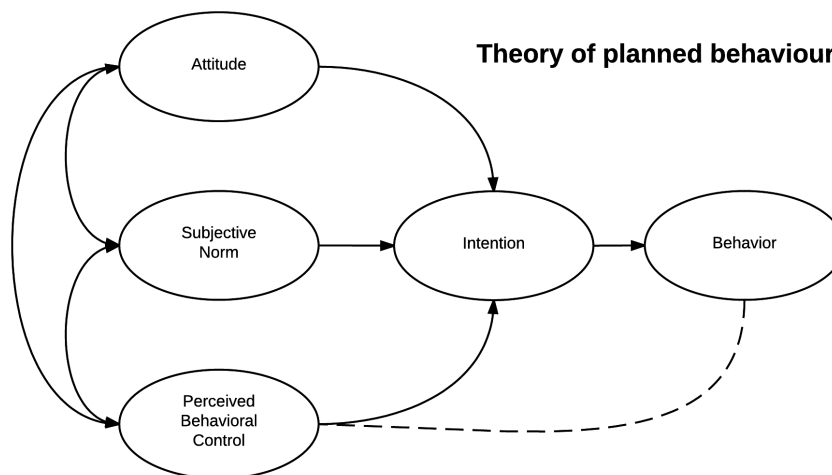 Theory of planned behaviour
Attitude
Subjective
Norm
Intention
Behavior
Perceived
Behavioral
Control